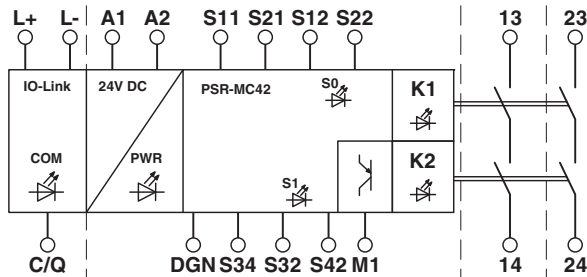 L+ L- A1 A2 S11 S21 S12 S22 13 23
IO-Link 24V DC PSR-MC42 S0 K1
COM PWR S1 K2
C/Q DGN S34 S32 S42 M1 14 24